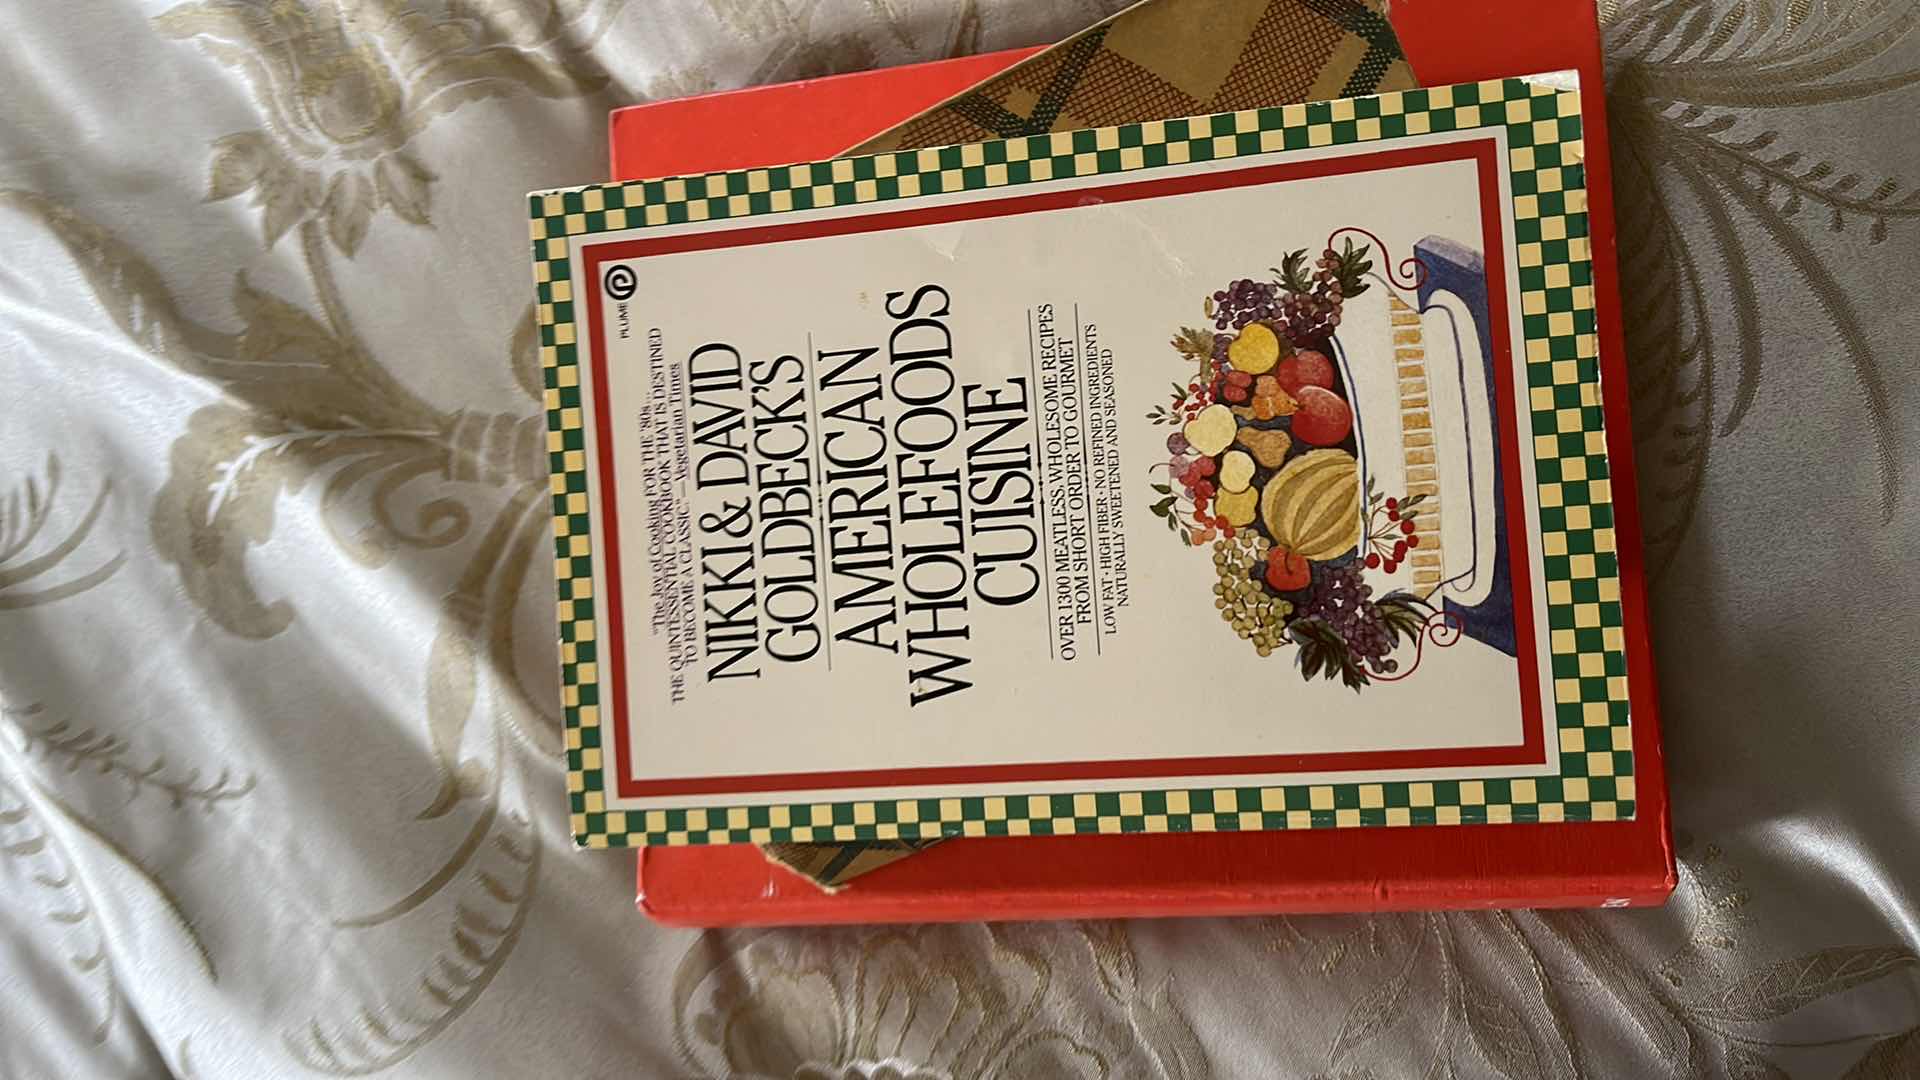 PLUME
"The Joy of Cooking FOR THE '80s...
THE QUINTESSENTIAL COOKBOOK THAT IS DESTINED
TO BECOME A CLASSIC."—Vegetarian Times
NIKKI & DAVID
GOLDBECK'S
AMERICAN
WHOLEFOODS
CUISINE
OVER 1300 MEATLESS, WHOLESOME RECIPES
FROM SHORT ORDER TO GOURMET
LOW FAT • HIGH FIBER • NO REFINED INGREDIENTS
NATURALLY SWEETENED AND SEASONED